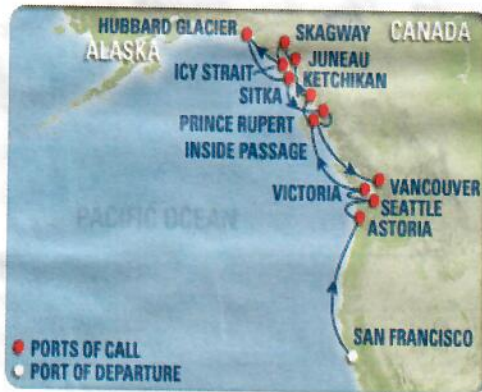 HUBBARD GLACIER
SKAGWAY
CANADA
ALASKA
JUNEAU
ICY STRAIT
KETCHIKAN
SITKA
PRINCE RUPERT
INSIDE PASSAGE
VICTORIA
VANCOUVER
SEATTLE
PACIFIC OCEAN
ASTORIA
SAN FRANCISCO
PORTS OF CALL
PORT OF DEPARTURE